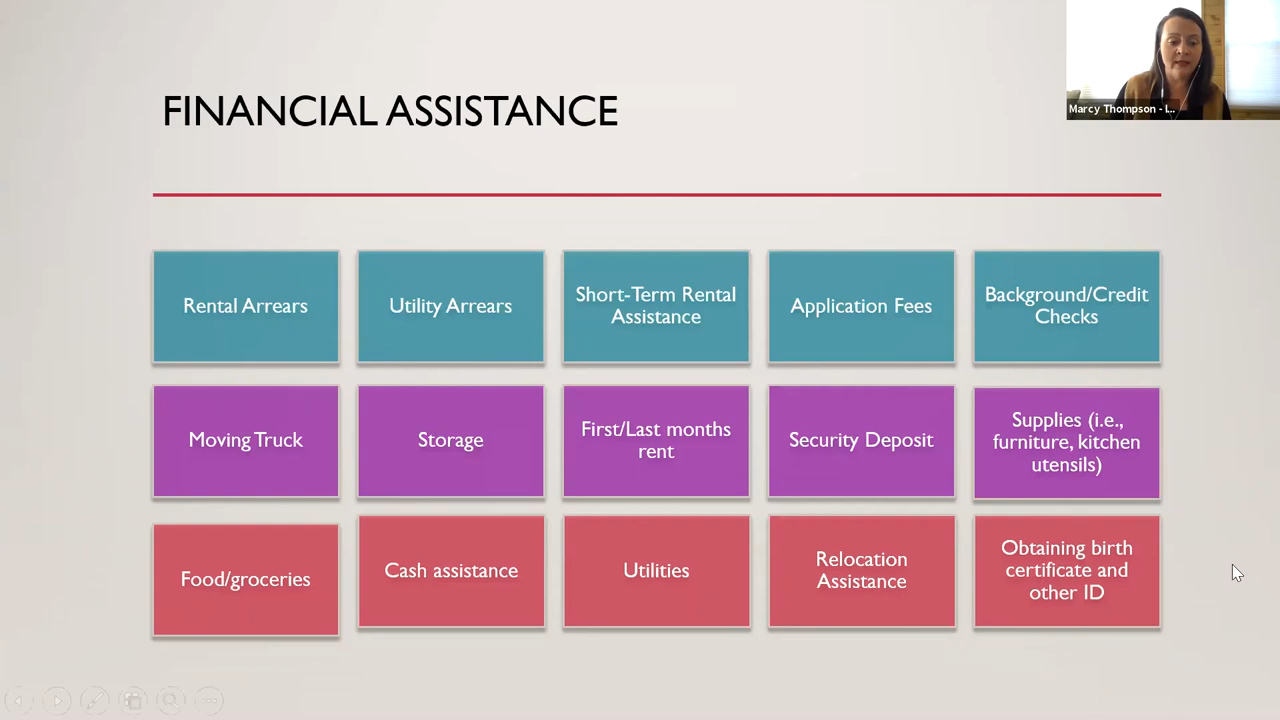 FINANCIAL ASSISTANCE
Marcy Thompson - I...
Rental Arrears
Utility Arrears
Short-Term Rental
Assistance
Application Fees
Background/Credit
Checks
Moving Truck
Storage
First/Last months
rent
Security Deposit
Supplies (i.e.,
furniture, kitchen
utensils)
Food/groceries
Cash assistance
Utilities
Relocation
Assistance
Obtaining birth
certificate and
other ID